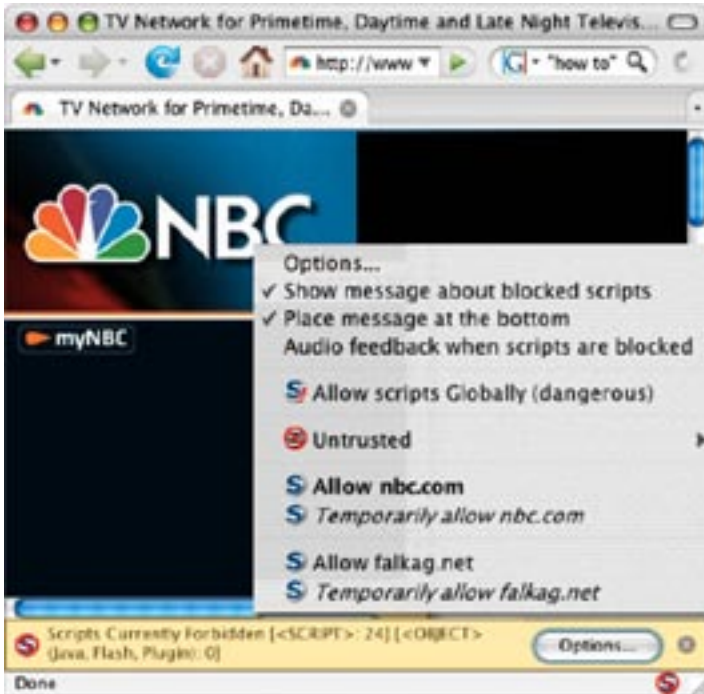 TV Network for Primetime, Daytime and Late Night Televis...
http://www
G "how to"
TV Network for Primetime, Da...
NBC
myNBC
Options...
✓ Show message about blocked scripts
✓ Place message at the bottom
Audio feedback when scripts are blocked
Allow scripts Globally (dangerous)
Untrusted
Allow nbc.com
Temporarily allow nbc.com
Allow falkag.net
Temporarily allow falkag.net
Scripts Currently Forbidden [<SCRIPT>: 24] [<OBJECT>
(Java, Flash, Plugin): 0]
Options...
Done